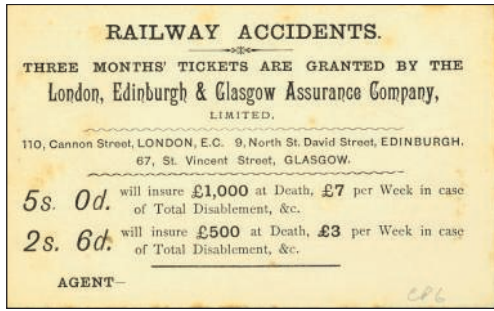 RAILWAY ACCIDENTS.
THREE MONTHS' TICKETS ARE GRANTED BY THE
London, Edinburgh & Glasgow Assurance Company,
LIMITED.
110, Cannon Street, LONDON, E.C. 9, North St. David Street, EDINBURGH.
67, St. Vincent Street, GLASGOW.
5s. 0d. will insure £1,000 at Death, £7 per Week in case
of Total Disablement, &c.
2s. 6d. will insure £500 at Death, £3 per Week in case
of Total Disablement, &c.
AGENT—